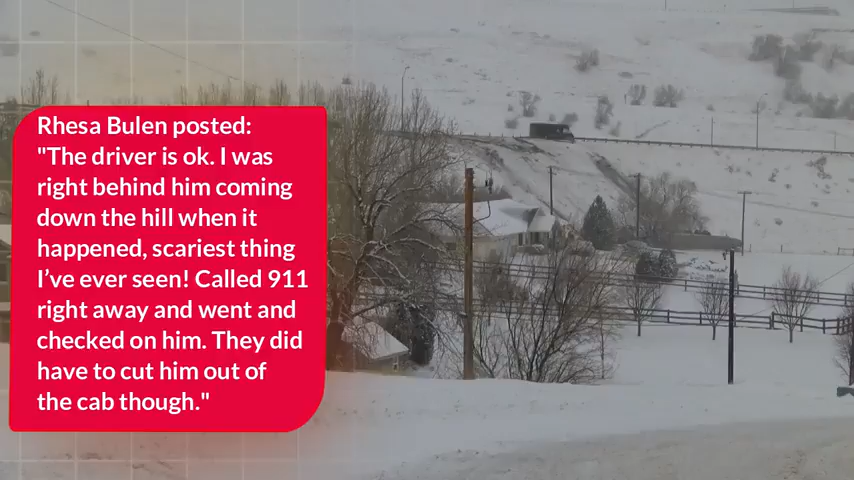 Rhesa Bulen posted:
"The driver is ok. I was
right behind him coming
down the hill when it
happened, scariest thing
I’ve ever seen! Called 911
right away and went and
checked on him. They did
have to cut him out of
the cab though."